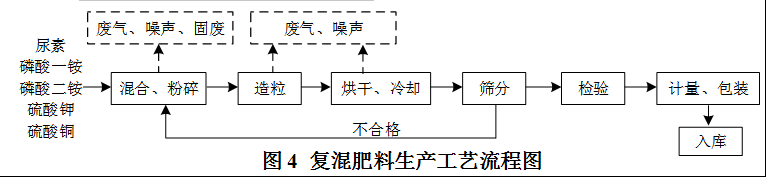 废气、噪声、固废
废气、噪声
尿素
磷酸一铵
磷酸二铵
硫酸钾
硫酸铜
混合、粉碎
造粒
烘干、冷却
筛分
检验
计量、包装
不合格
入库
图 4 复混肥料生产工艺流程图